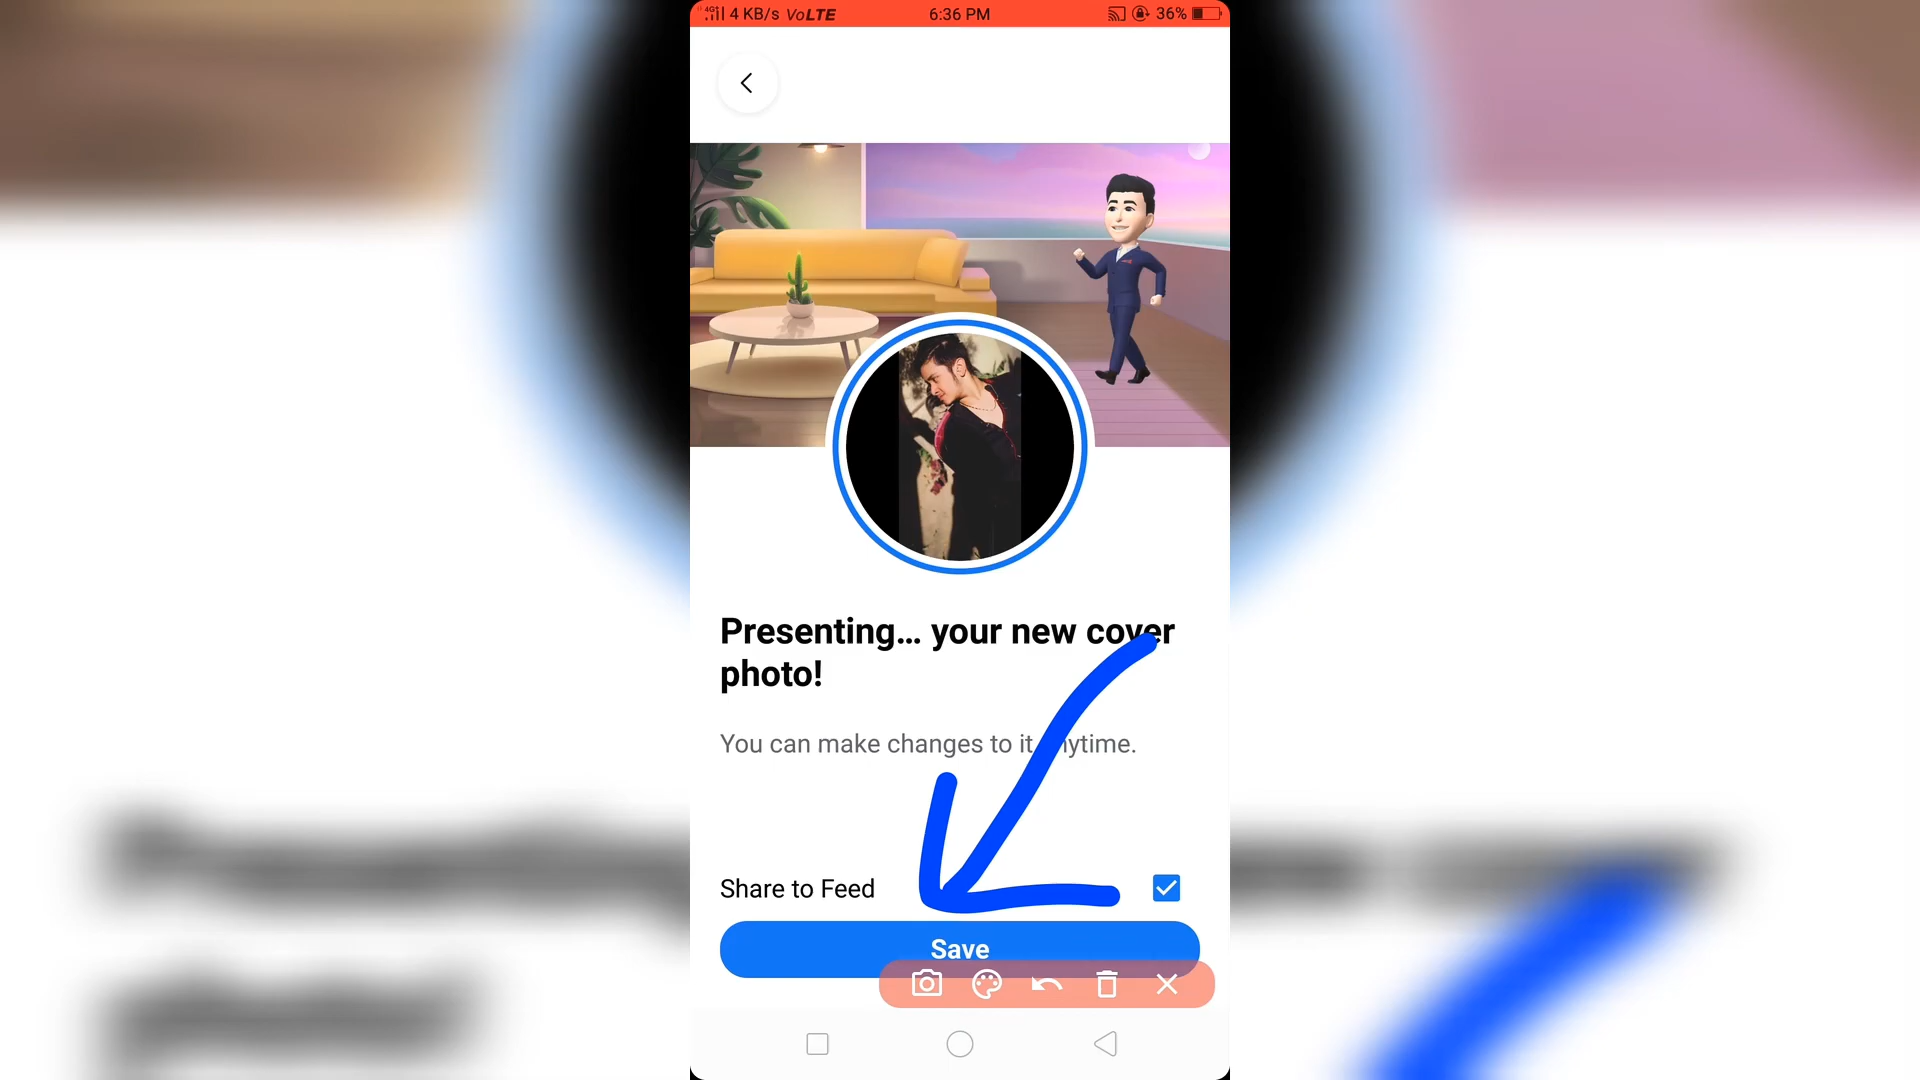 4G 4 KB/s VoLTE 6:36 PM 36%
Presenting... your new cover
photo!
You can make changes to it anytime.
Share to Feed
Save